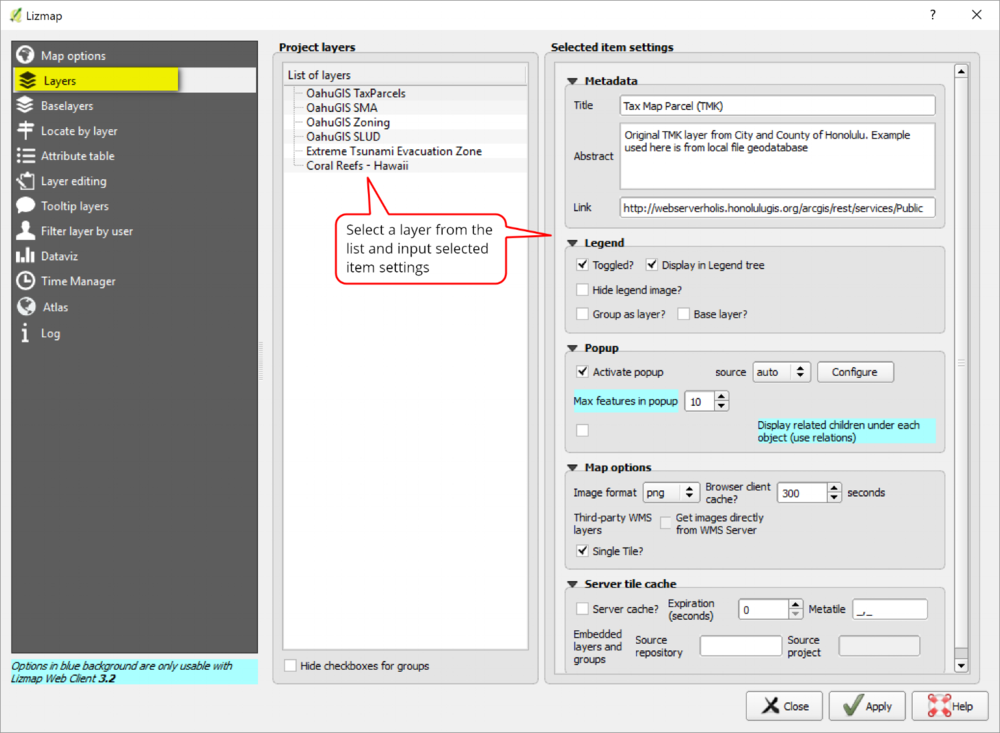 Lizmap
?
Map options
Layers
Baselayers
Locate by layer
Attribute table
Layer editing
Tooltip layers
Filter layer by user
Dataviz
Time Manager
Atlas
Log
Options in blue background are only usable with
Lizmap Web Client 3.2
Project layers
List of layers
OahuGIS TaxParcels
OahuGIS SMA
OahuGIS Zoning
OahuGIS SLUD
Extreme Tsunami Evacuation Zone
Coral Reefs - Hawaii
Select a layer from the
list and input selected
item settings
Hide checkboxes for groups
Selected item settings
Metadata
Title Tax Map Parcel (TMK)
Abstract
Original TMK layer from City and County of Honolulu. Example
used here is from local file geodatabase
Link http://webserverholis.honolulugis.org/arcgis/rest/services/Public
Legend
Toggled? Display in Legend tree
Hide legend image?
Group as layer? Base layer?
Popup
Activate popup source auto Configure
Max features in popup 10
Display related children under each
object (use relations)
Map options
Image format png Browser client
cache? 300 seconds
Third-party WMS
layers
Get images directly
from WMS Server
Single Tile?
Server tile cache
Server cache? Expiration
(seconds) 0 Metatile _,_
Embedded
layers and
groups
Source
repository
Source
project
Close Apply Help